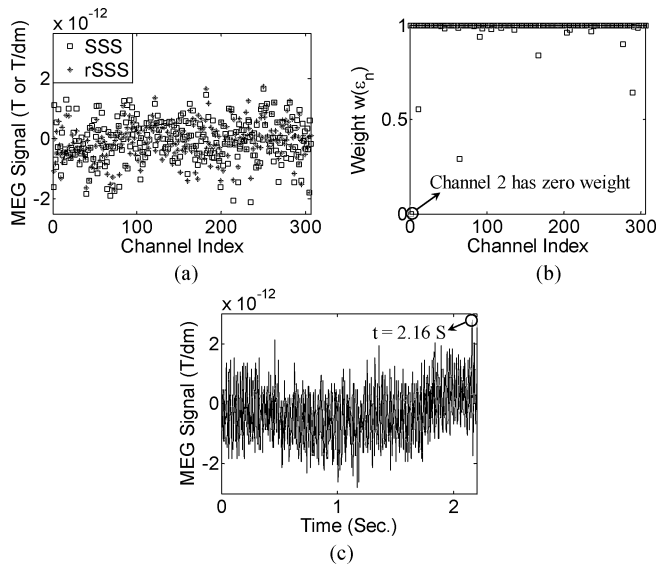 x 10⁻¹²
MEG Signal (T or T/dm)
2
0
-2
SSS
rSSS
0 100 200 300
Channel Index
(a)
Weight w(εₙ)
1
0.5
0
Channel 2 has zero weight
0 100 200 300
Channel Index
(b)
x 10⁻¹²
MEG Signal (T/dm)
2
0
-2
t = 2.16 S
0 1 2
Time (Sec.)
(c)